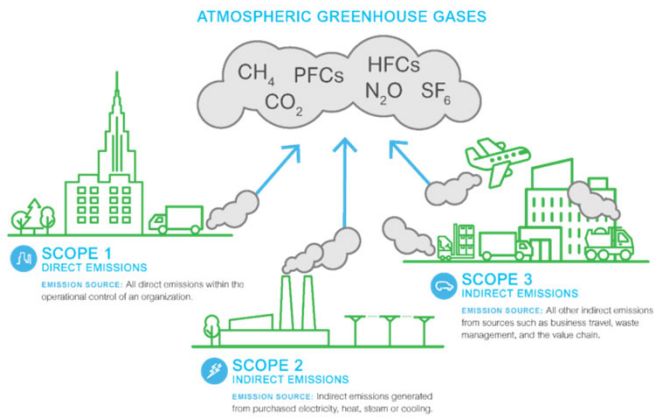 ATMOSPHERIC GREENHOUSE GASES
CH₄ PFCs HFCs
CO₂ N₂O SF₆
SCOPE 1
DIRECT EMISSIONS
EMISSION SOURCE: All direct emissions within the
operational control of an organization.
SCOPE 2
INDIRECT EMISSIONS
EMISSION SOURCE: Indirect emissions generated
from purchased electricity, heat, steam or cooling.
SCOPE 3
INDIRECT EMISSIONS
EMISSION SOURCE: All other indirect emissions
from sources such as business travel, waste
management, and the value chain.